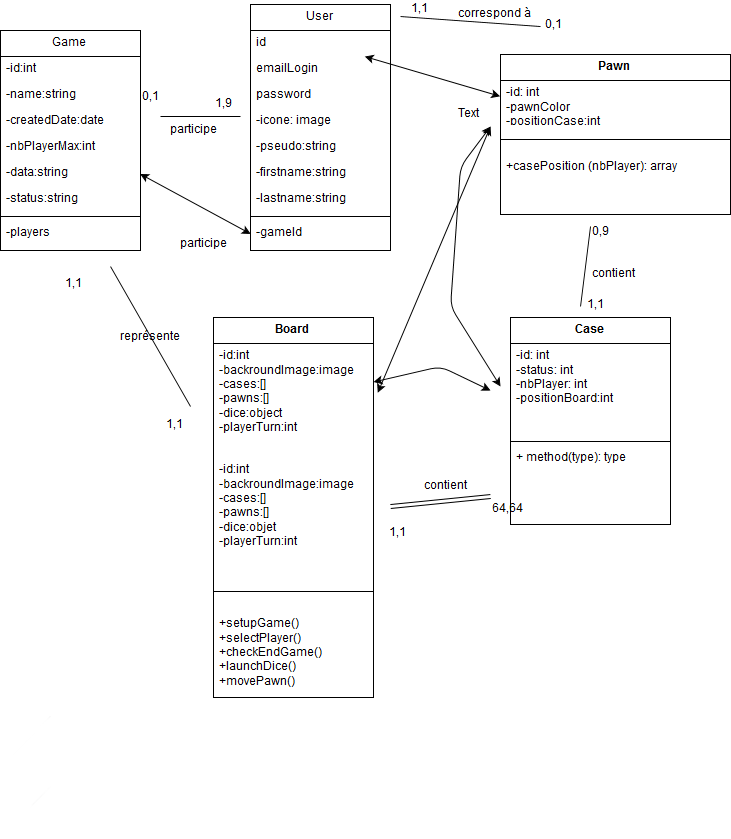 Game
-id:int
-name:string
-createdDate:date
-nbPlayerMax:int
-data:string
-status:string
-players
0,1
1,9
participe
participe
User
id
emailLogin
password
-icone: image
-pseudo:string
-firstname:string
-lastname:string
-gameId
1,1
correspond à
0,1
Pawn
-id: int
-pawnColor
-positionCase:int
+casePosition (nbPlayer): array
Text
0,9
contient
1,1
1,1
représente
1,1
Board
-id:int
-backroundImage:image
-cases:[]
-pawns:[]
-dice:object
-playerTurn:int
-id:int
-backroundImage:image
-cases:[]
-pawns:[]
-dice:objet
-playerTurn:int
+setupGame()
+selectPlayer()
+checkEndGame()
+launchDice()
+movePawn()
Case
-id: int
-status: int
-nbPlayer: int
-positionBoard:int
+ method(type): type
contient
64,64
1,1